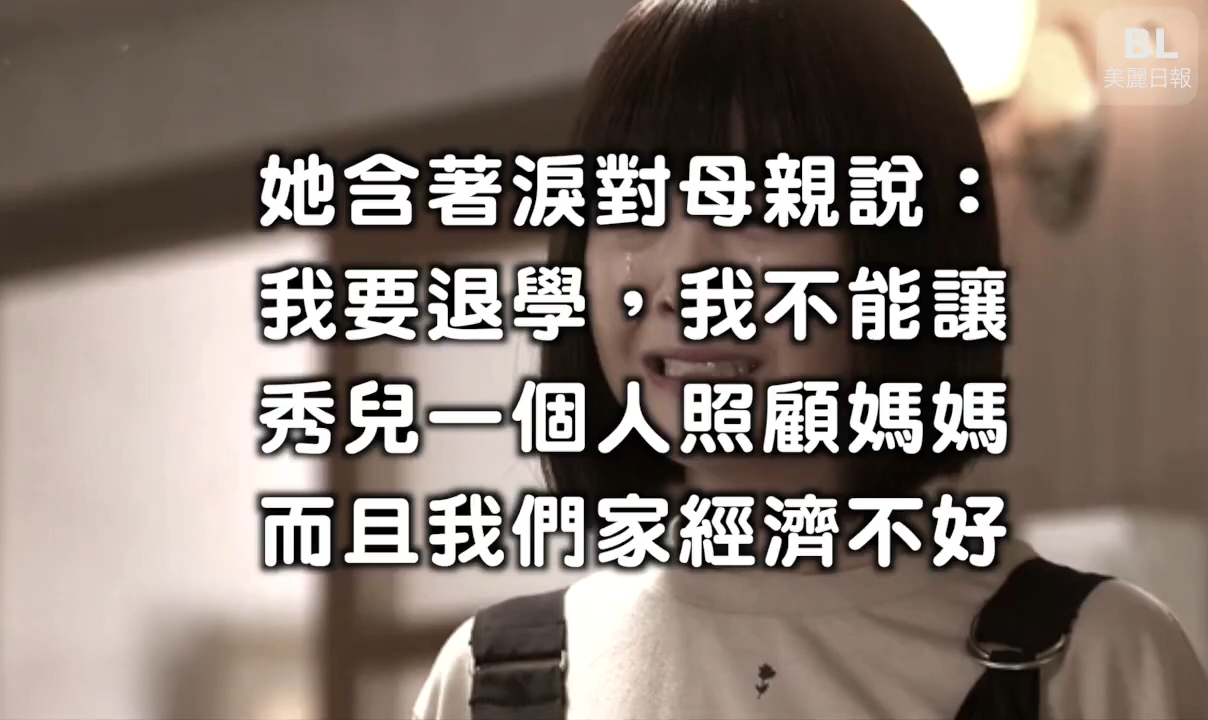 BL
美麗日報
她含著淚對母親說：
我要退學，我不能讓
秀兒一個人照顧媽媽
而且我們家經濟不好